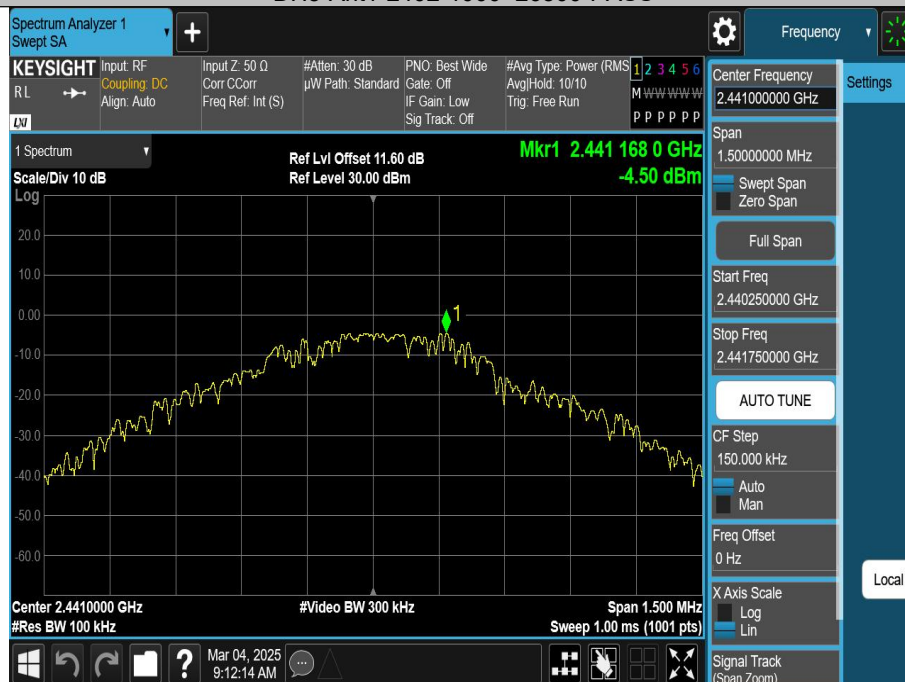 Spectrum Analyzer 1
Swept SA
+
Frequency
KEYSIGHT
RL
LXI
Input: RF
Coupling: DC
Align: Auto
Input Z: 50 Ω
Corr CCorr
Freq Ref: Int (S)
#Atten: 30 dB
µW Path: Standard
PNO: Best Wide
Gate: Off
IF Gain: Low
Sig Track: Off
#Avg Type: Power (RMS
Avg|Hold: 10/10
Trig: Free Run
1 2 3 4 5 6
M W W W W W
P P P P P P
1 Spectrum
Scale/Div 10 dB
Log
Ref Lvl Offset 11.60 dB
Ref Level 30.00 dBm
Mkr1 2.441 168 0 GHz
-4.50 dBm
20.0
10.0
0.00
-10.0
-20.0
-30.0
-40.0
-50.0
-60.0
1
Center 2.4410000 GHz
#Res BW 100 kHz
#Video BW 300 kHz
Span 1.500 MHz
Sweep 1.00 ms (1001 pts)
Mar 04, 2025
9:12:14 AM
?
Center Frequency
2.441000000 GHz
Settings
Span
1.50000000 MHz
Swept Span
Zero Span
Full Span
Start Freq
2.440250000 GHz
Stop Freq
2.441750000 GHz
AUTO TUNE
CF Step
150.000 kHz
Auto
Man
Freq Offset
0 Hz
Local
X Axis Scale
Log
Lin
Signal Track
(Span Zoom)